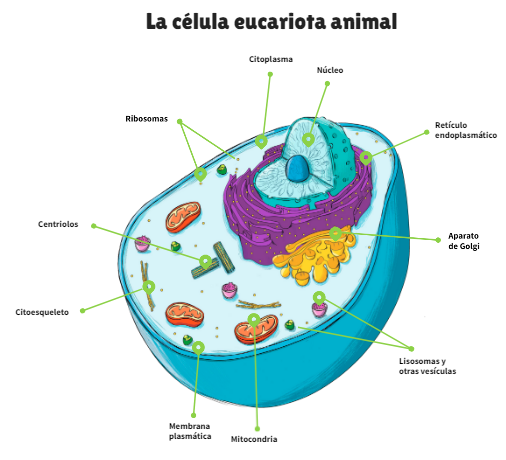 La célula eucariota animal
Citoplasma
Núcleo
Ribosomas
Retículo
endoplasmático
Centriolos
Aparato
de Golgi
Citoesqueleto
Lisosomas y
otras vesículas
Membrana
plasmática
Mitocondria